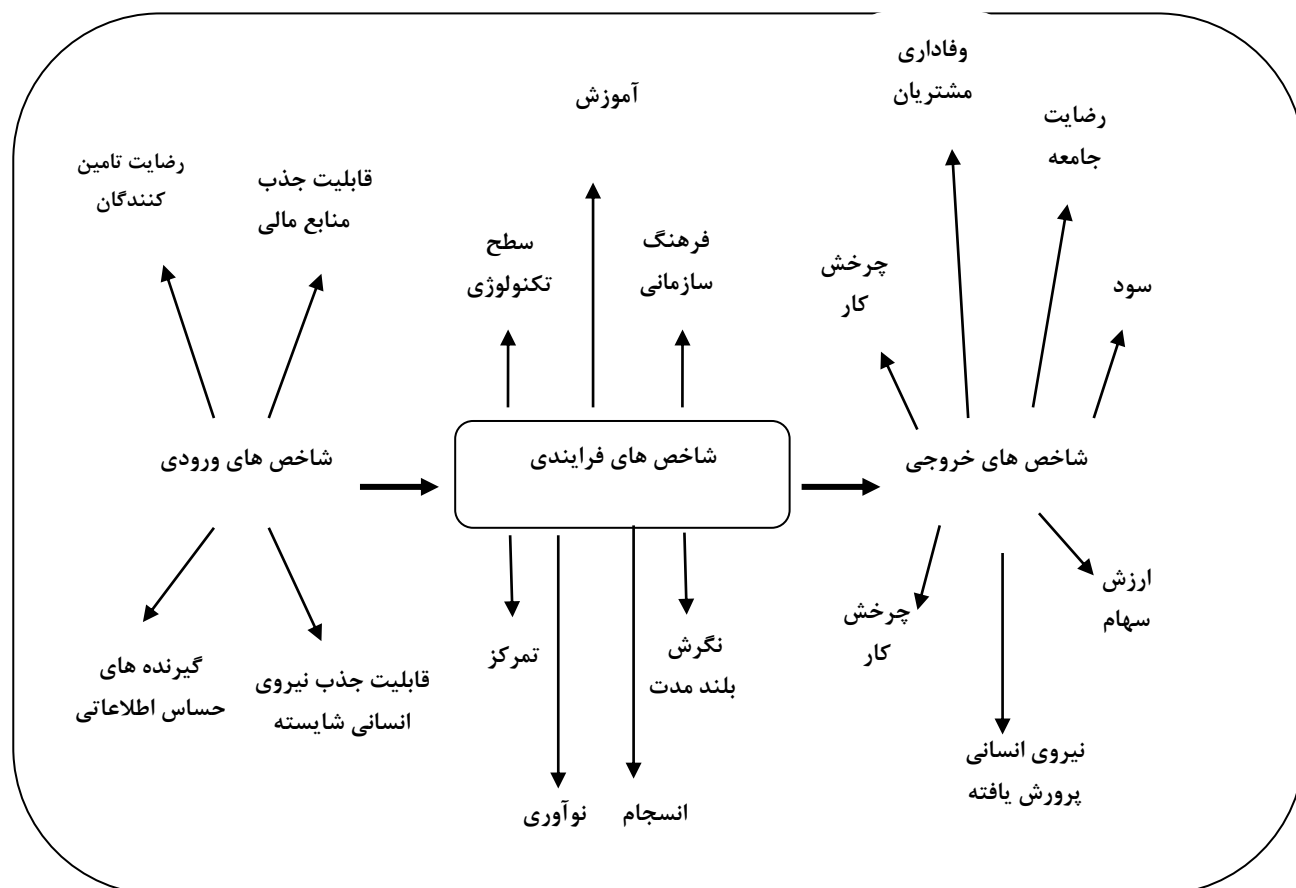 وفاداری
مشتریان
آموزش
رضایت
جامعه
رضایت تامین
کنندگان
قابلیت جذب
منابع مالی
سطح
تکنولوژی
فرهنگ
سازمانی
چرخش
کار
سود
شاخص های ورودی
شاخص های فرایندی
شاخص های خروجی
گیرنده های
حساس اطلاعاتی
قابلیت جذب نیروی
انسانی شایسته
تمرکز
نگرش
بلند مدت
چرخش
کار
ارزش
سهام
نوآوری
انسجام
نیروی انسانی
پرورش یافته